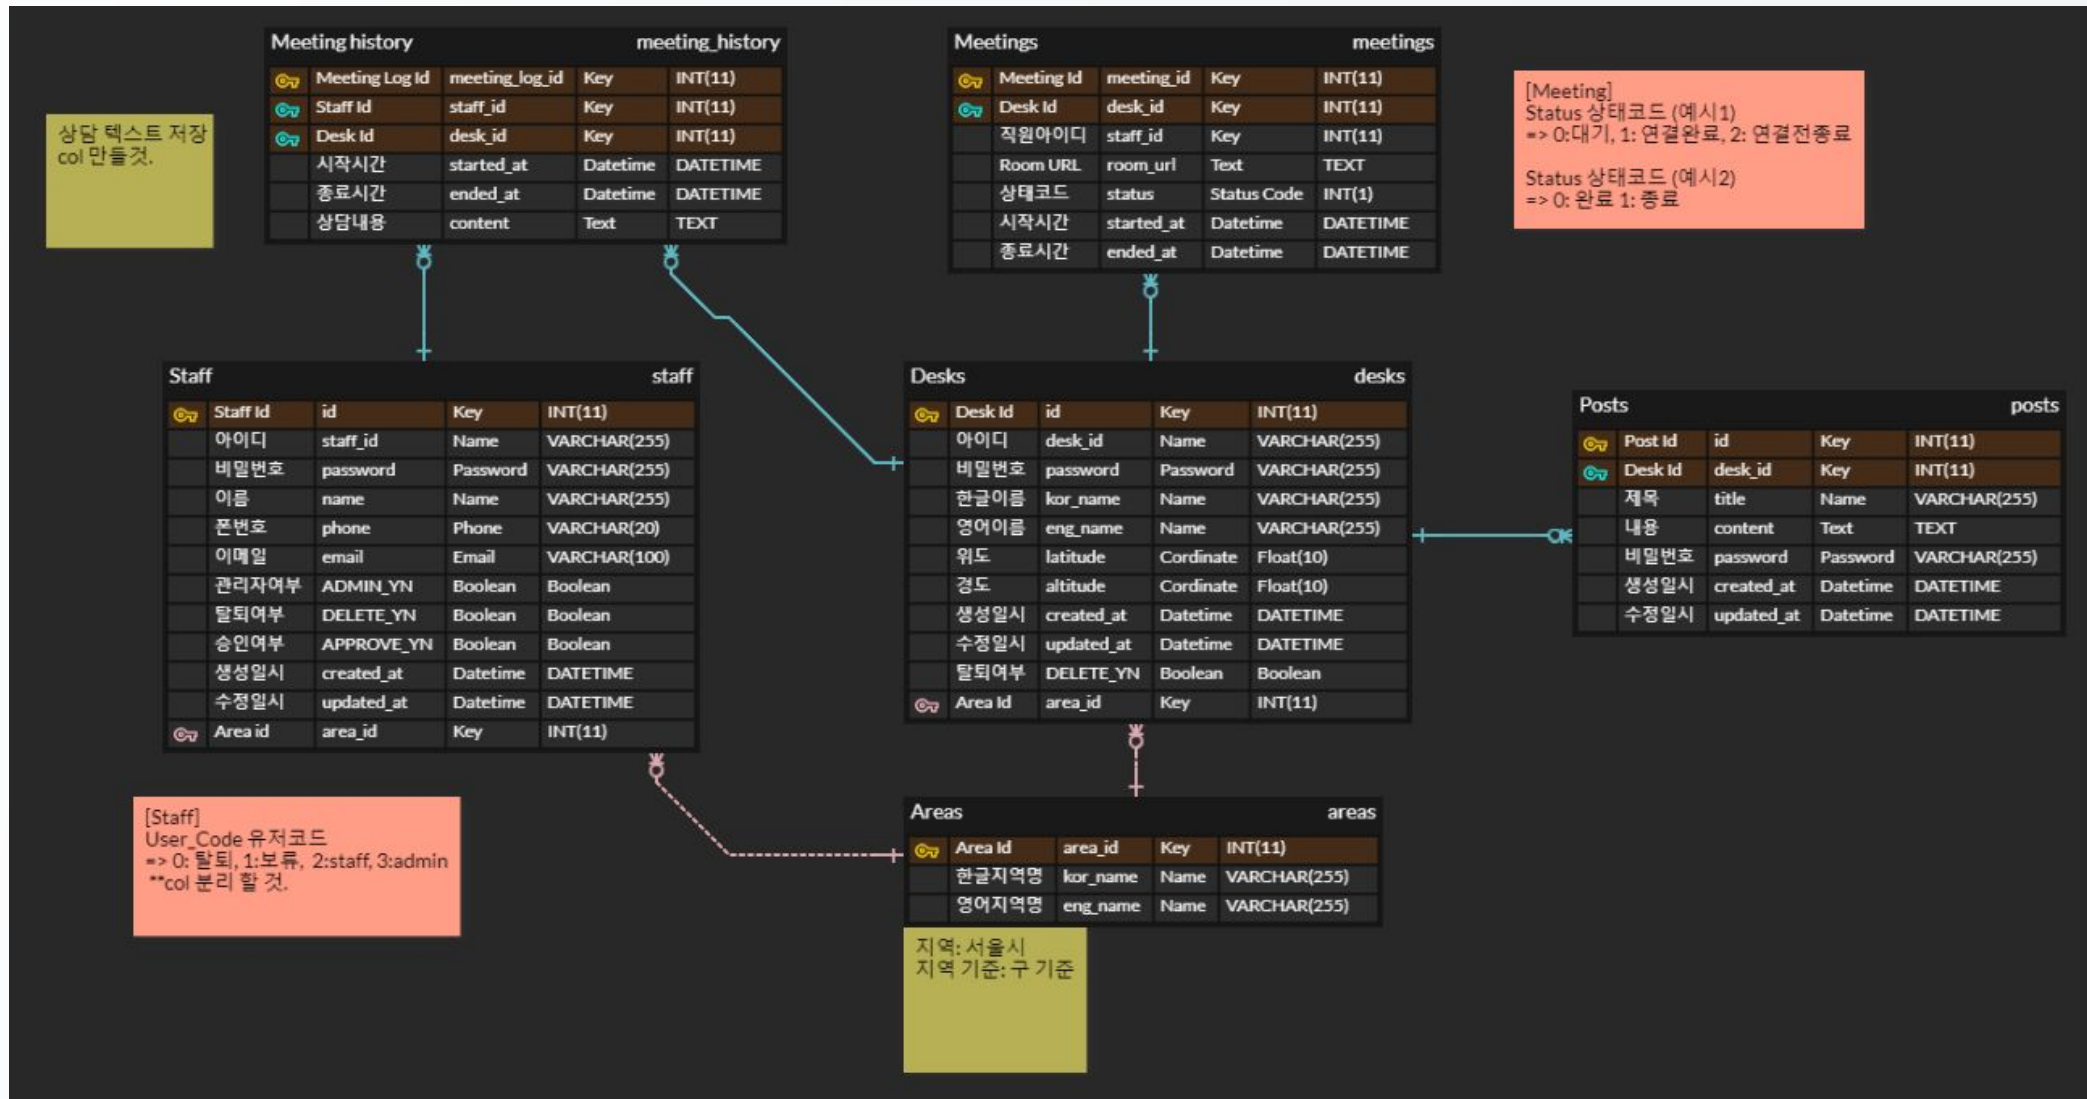 Meeting history meeting_history
Meeting Log Id meeting_log_id Key INT(11)
Staff Id staff_id Key INT(11)
Desk Id desk_id Key INT(11)
시작시간 started_at Datetime DATETIME
종료시간 ended_at Datetime DATETIME
상담내용 content Text TEXT
Meetings meetings
Meeting Id meeting_id Key INT(11)
Desk Id desk_id Key INT(11)
직원아이디 staff_id Key INT(11)
Room URL room_url Text TEXT
상태코드 status Status Code INT(1)
시작시간 started_at Datetime DATETIME
종료시간 ended_at Datetime DATETIME
[Meeting]
Status 상태코드 (예시1)
=> 0:대기, 1: 연결완료, 2: 연결전종료
Status 상태코드 (예시2)
=> 0: 완료 1: 종료
상담 텍스트 저장
col 만들것.
Staff staff
Staff Id id Key INT(11)
아이디 staff_id Name VARCHAR(255)
비밀번호 password Password VARCHAR(255)
이름 name Name VARCHAR(255)
폰번호 phone Phone VARCHAR(20)
이메일 email Email VARCHAR(100)
관리자여부 ADMIN_YN Boolean Boolean
탈퇴여부 DELETE_YN Boolean Boolean
승인여부 APPROVE_YN Boolean Boolean
생성일시 created_at Datetime DATETIME
수정일시 updated_at Datetime DATETIME
Area id area_id Key INT(11)
Desks desks
Desk Id id Key INT(11)
아이디 desk_id Name VARCHAR(255)
비밀번호 password Password VARCHAR(255)
한글이름 kor_name Name VARCHAR(255)
영어이름 eng_name Name VARCHAR(255)
위도 latitude Cordinate Float(10)
경도 altitude Cordinate Float(10)
생성일시 created_at Datetime DATETIME
수정일시 updated_at Datetime DATETIME
탈퇴여부 DELETE_YN Boolean Boolean
Area Id area_id Key INT(11)
Posts posts
Post Id id Key INT(11)
Desk Id desk_id Key INT(11)
제목 title Name VARCHAR(255)
내용 content Text TEXT
비밀번호 password Password VARCHAR(255)
생성일시 created_at Datetime DATETIME
수정일시 updated_at Datetime DATETIME
[Staff]
User_Code 유저코드
=> 0: 탈퇴, 1:보류, 2:staff, 3:admin
**col 분리 할 것.
Areas areas
Area Id area_id Key INT(11)
한글지역명 kor_name Name VARCHAR(255)
영어지역명 eng_name Name VARCHAR(255)
지역: 서울시
지역 기준: 구 기준